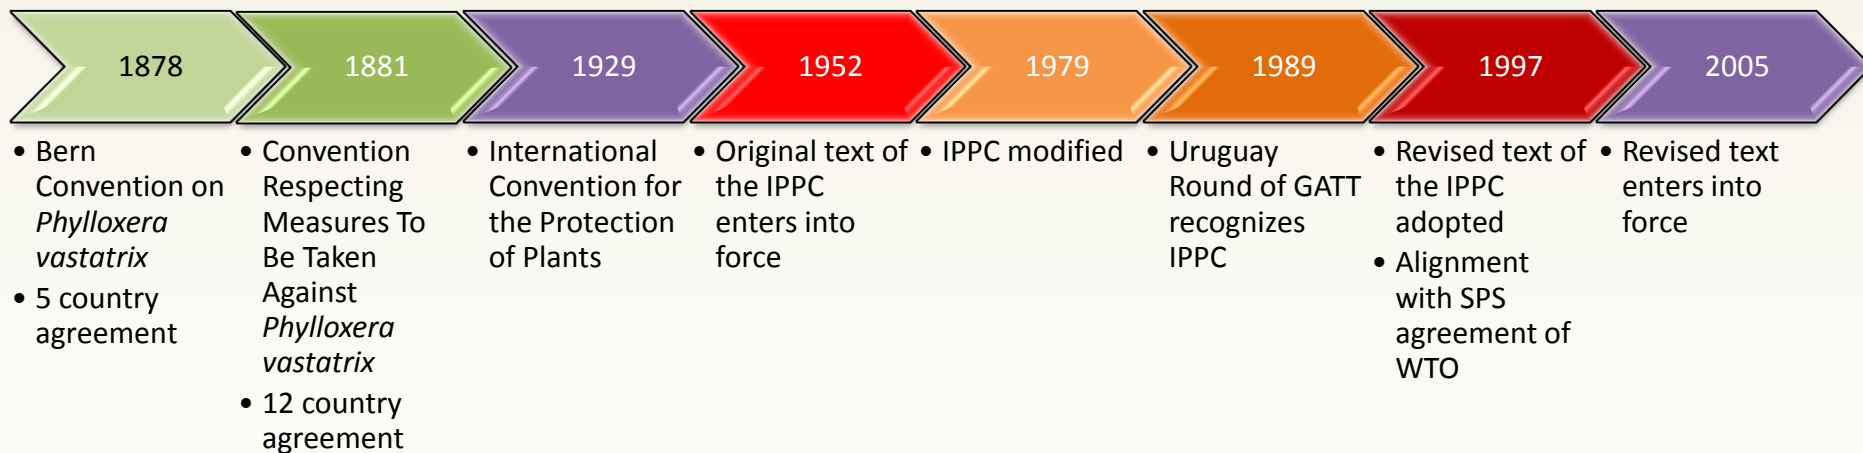 1878
1881
1929
1952
1979
1989
1997
2005
• Bern
Convention on
Phylloxera
vastatrix
• 5 country
agreement
• Convention
Respecting
Measures To
Be Taken
Against
Phylloxera
vastatrix
• 12 country
agreement
• International
Convention for
the Protection
of Plants
• Original text of
the IPPC
enters into
force
• IPPC modified
• Uruguay
Round of GATT
recognizes
IPPC
• Revised text of
the IPPC
adopted
• Alignment
with SPS
agreement of
WTO
• Revised text
enters into
force